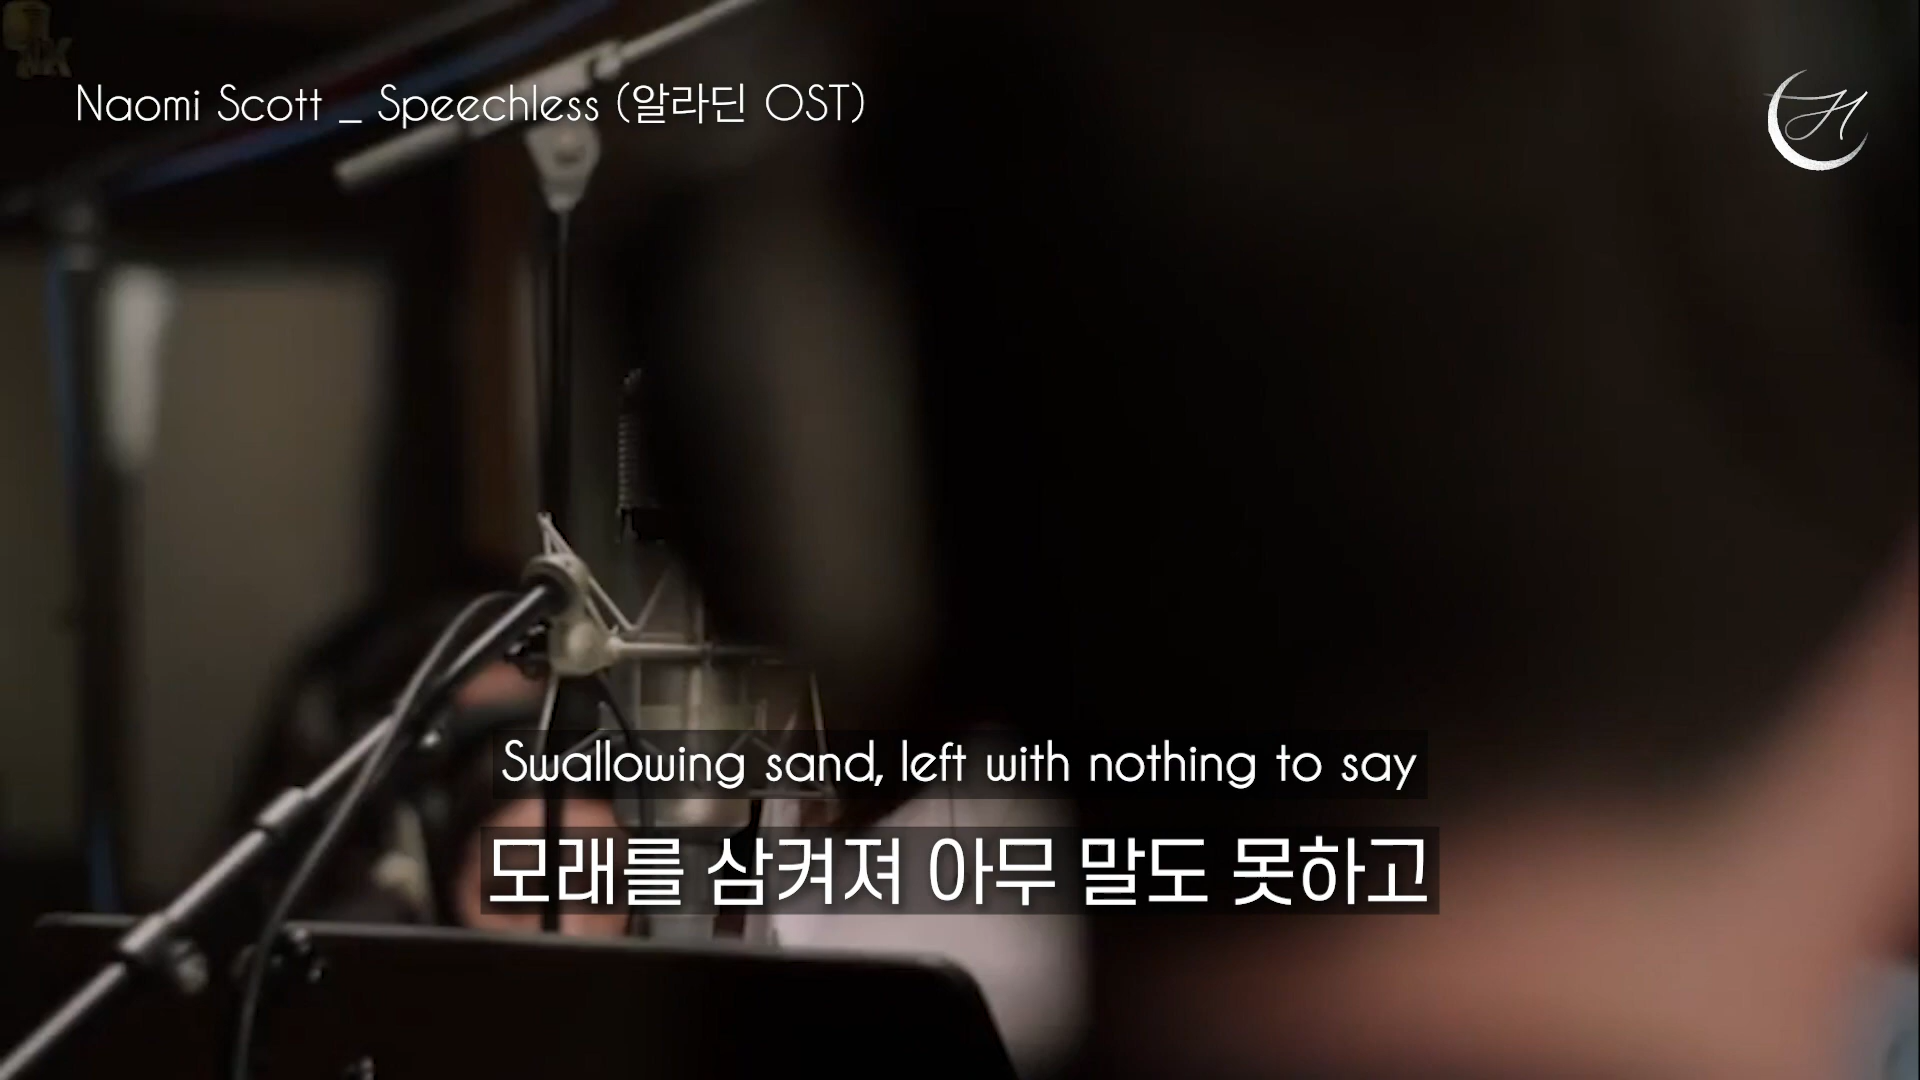 Naomi Scott _ Speechless (알라딘 OST)
Swallowing sand, left with nothing to say
모래를 삼켜져 아무 말도 못하고